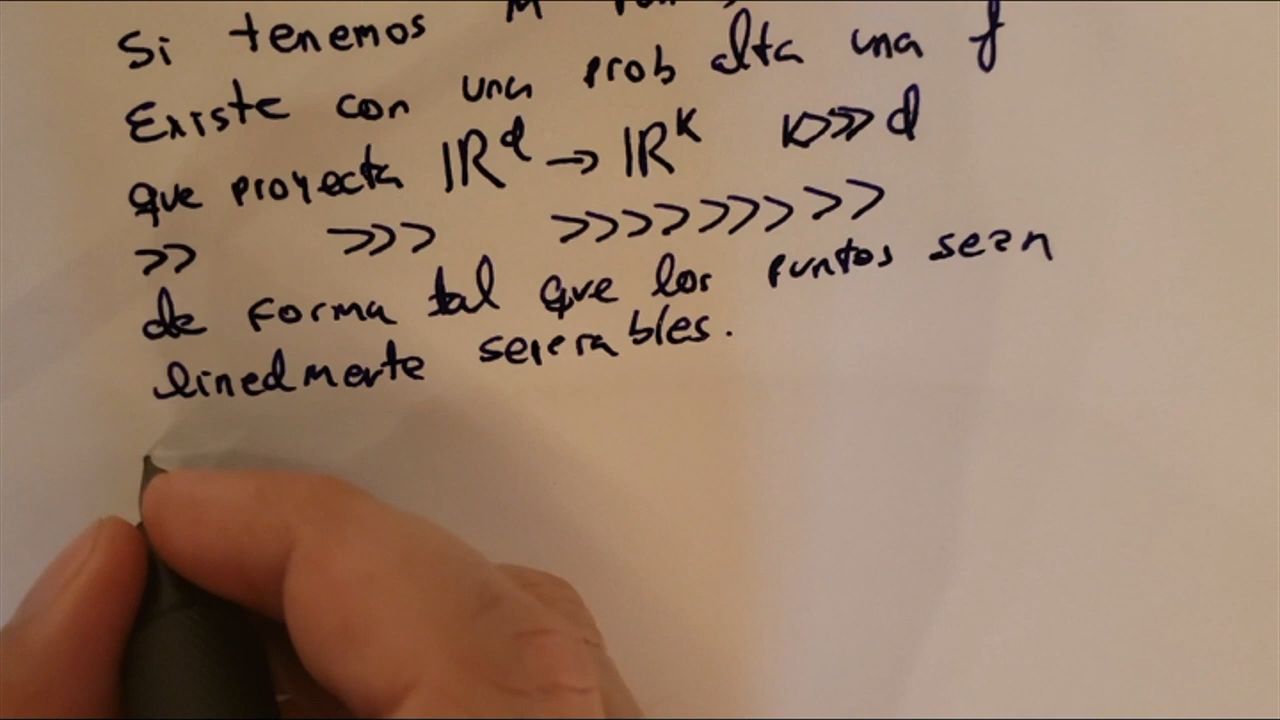 Si tenemos M
Existe con una prob alta una f
que proyecta ℝᵈ → ℝᴷ K>>> d
>> >>> >>>>>>>>>
de forma tal que los puntos sean
linealmente separables.